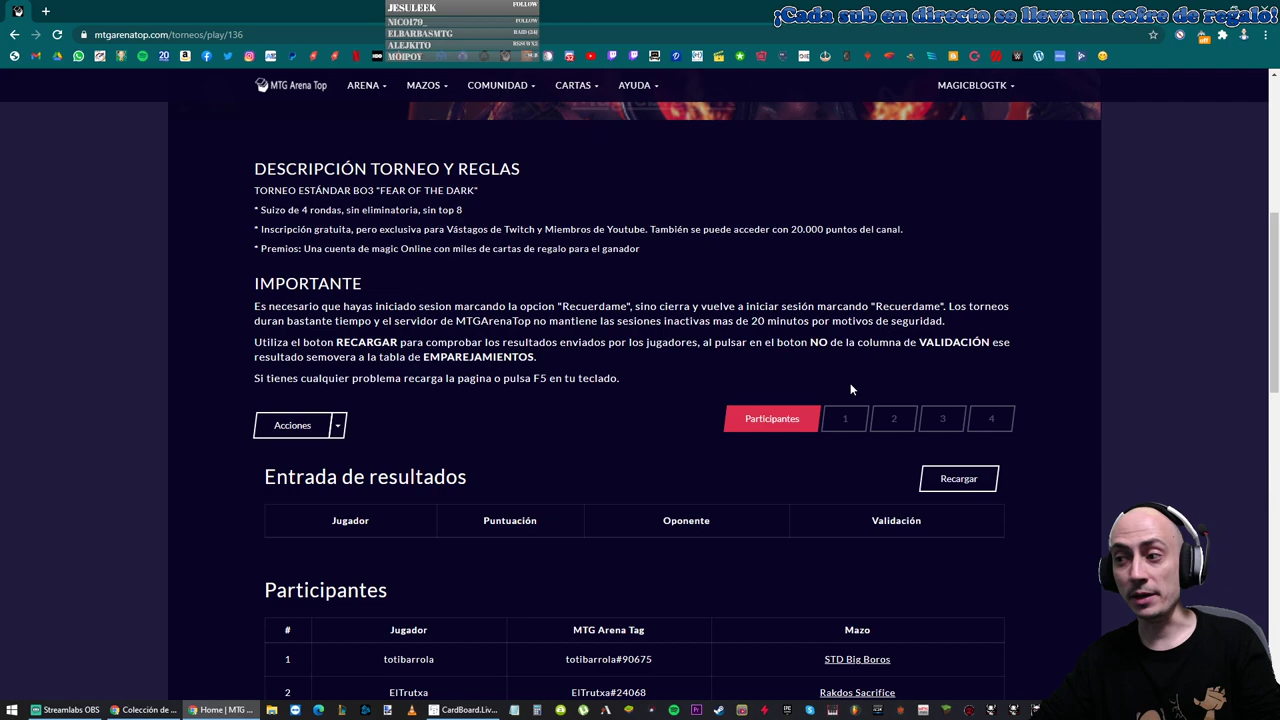 JESULEEK FOLLOW
NICO179_ FOLLOW
ELBARBASMTG RAID (24)
ALEJKITO RESUB X5
MOIPOY
¡Cada sub en directo se lleva un cofre de regalo!
mtgarenatop.com/torneos/play/136
off
MTG Arena Top ARENA MAZOS COMUNIDAD CARTAS AYUDA MAGICBLOGTK
DESCRIPCIÓN TORNEO Y REGLAS
TORNEO ESTÁNDAR BO3 "FEAR OF THE DARK"
* Suizo de 4 rondas, sin eliminatoria, sin top 8
* Inscripción gratuita, pero exclusiva para Vástagos de Twitch y Miembros de Youtube. También se puede acceder con 20.000 puntos del canal.
* Premios: Una cuenta de magic Online con miles de cartas de regalo para el ganador
IMPORTANTE
Es necesario que hayas iniciado sesion marcando la opcion "Recuerdame", sino cierra y vuelve a iniciar sesión marcando "Recuerdame". Los torneos
duran bastante tiempo y el servidor de MTGArenaTop no mantiene las sesiones inactivas mas de 20 minutos por motivos de seguridad.
Utiliza el boton RECARGAR para comprobar los resultados enviados por los jugadores, al pulsar en el boton NO de la columna de VALIDACIÓN ese
resultado semovera a la tabla de EMPAREJAMIENTOS.
Si tienes cualquier problema recarga la pagina o pulsa F5 en tu teclado.
Acciones
Participantes 1 2 3 4
Entrada de resultados
Recargar
Jugador Puntuación Oponente Validación
Participantes
# Jugador MTG Arena Tag Mazo
1 totibarrola totibarrola#90675 STD Big Boros
2 ElTrutxa ElTrutxa#24068 Rakdos Sacrifice
Streamlabs OBS Colección de ... Home | MTG ... CardBoard.Liv...